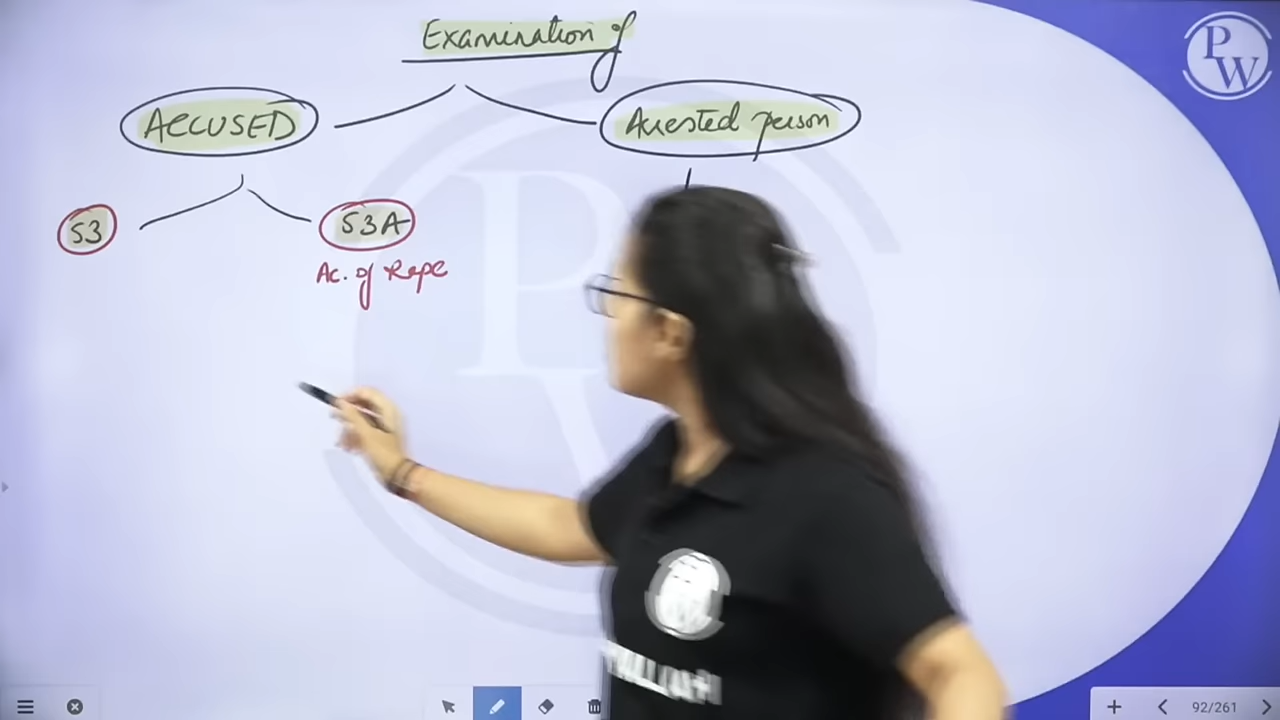 Examination of
ACCUSED
Arrested person
53
53A
Ac. of Rape
PW
92/261